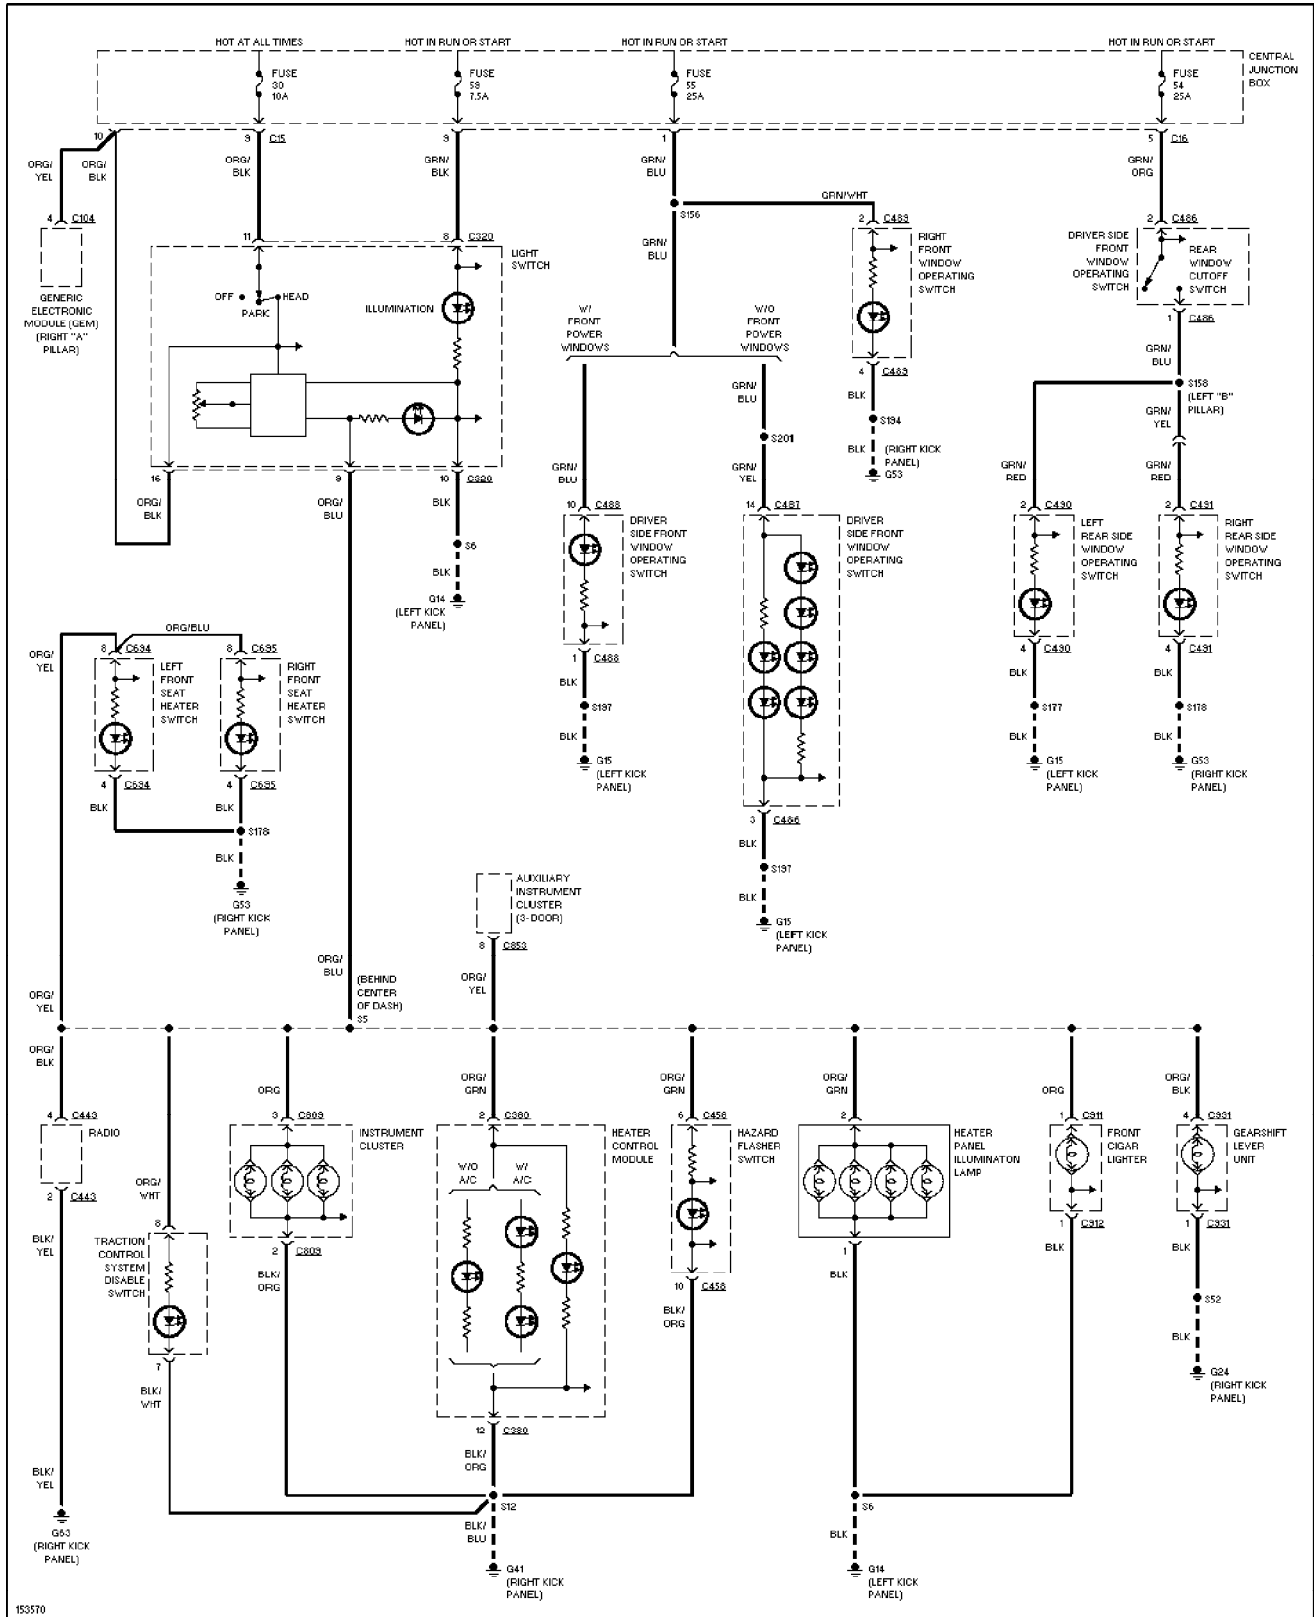 HOT AT ALL TIMES
HOT IN RUN OR START
HOT IN RUN OR START
HOT IN RUN OR START
FUSE
30
10A
FUSE
55
25A
FUSE
54
25A
CENTRAL
JUNCTION
BOX
10
9 C15
9
1
5 C16
ORG/
YEL
ORG/
BLK
ORG/
BLK
GRN/
BLK
GRN/
BLU
GRN/
ORG
4 C104
GENERIC
ELECTRONIC
MODULE (GEM)
(RIGHT "A"
PILLAR)
11
8 C320
LIGHT
SWITCH
OFF
PARK
HEAD
ILLUMINATION
16
9
10 C320
ORG/
BLK
ORG/
BLU
BLK
S6
BLK
G14
(LEFT KICK
PANEL)
S156
GRN/WHT
GRN/
BLU
2 C489
RIGHT
FRONT
WINDOW
OPERATING
SWITCH
4 C489
BLK
S194
BLK
(RIGHT KICK
PANEL)
G53
DRIVER SIDE
FRONT
WINDOW
OPERATING
SWITCH
2 C486
REAR
WINDOW
CUTOFF
SWITCH
1 C486
GRN/
BLU
S158
(LEFT "B"
PILLAR)
GRN/
YEL
GRN/
RED
GRN/
RED
W/
FRONT
POWER
WINDOWS
W/O
FRONT
POWER
WINDOWS
GRN/
BLU
S201
GRN/
BLU
GRN/
YEL
10 C488
DRIVER
SIDE FRONT
WINDOW
OPERATING
SWITCH
1 C488
BLK
S197
BLK
G15
(LEFT KICK
PANEL)
14 C487
DRIVER
SIDE FRONT
WINDOW
OPERATING
SWITCH
3 C486
BLK
S197
BLK
G15
(LEFT KICK
PANEL)
2 C490
LEFT
REAR SIDE
WINDOW
OPERATING
SWITCH
4 C490
BLK
S177
BLK
G15
(LEFT KICK
PANEL)
2 C491
RIGHT
REAR SIDE
WINDOW
OPERATING
SWITCH
4 C491
BLK
S178
BLK
G53
(RIGHT KICK
PANEL)
ORG/BLU
ORG/
YEL
8 C694
LEFT
FRONT
SEAT
HEATER
SWITCH
4 C694
BLK
8 C695
RIGHT
FRONT
SEAT
HEATER
SWITCH
4 C695
BLK
S178
BLK
G53
(RIGHT KICK
PANEL)
AUXILIARY
INSTRUMENT
CLUSTER
(3-DOOR)
8 C853
ORG/
YEL
ORG/
BLU
(BEHIND
CENTER
OF DASH)
S5
ORG/
YEL
ORG/
BLK
ORG
ORG/
GRN
ORG/
GRN
ORG/
GRN
ORG
ORG/
BLK
4 C443
RADIO
2 C443
BLK/
YEL
BLK/
YEL
(RIGHT KICK
PANEL)
ORG/
WHT
8
TRACTION
CONTROL
SYSTEM
DISABLE
SWITCH
7
BLK/
WHT
3 C809
INSTRUMENT
CLUSTER
2 C809
BLK/
ORG
2 C380
HEATER
CONTROL
MODULE
W/O
A/C
W/
A/C
12 C380
BLK/
ORG
S12
BLK/
BLU
G41
(RIGHT KICK
PANEL)
6 C458
HAZARD
FLASHER
SWITCH
10 C458
BLK/
ORG
2
HEATER
PANEL
ILLUMINATON
LAMP
1
BLK
S6
BLK
G14
(LEFT KICK
PANEL)
1 C911
FRONT
CIGAR
LIGHTER
1 C912
BLK
4 C931
GEARSHIFT
LEVER
UNIT
1 C931
BLK
S52
BLK
G24
(RIGHT KICK
PANEL)
153570